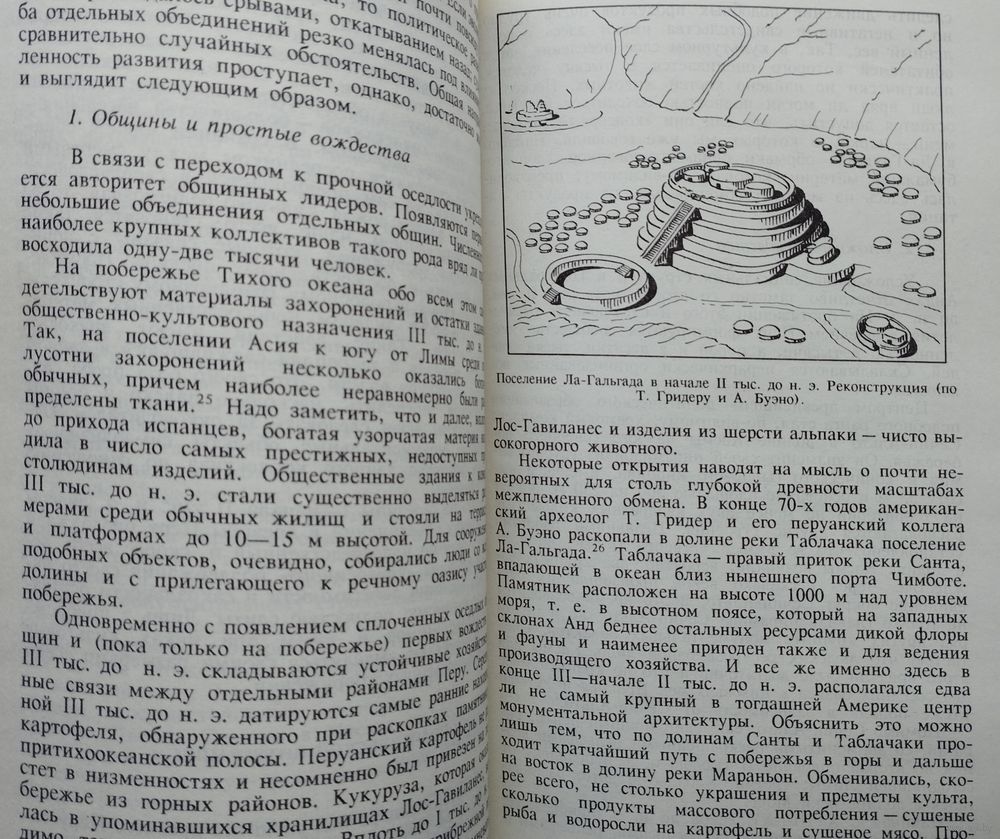 то политическое
срывами, откатыванием назад
ба отдельных объединений резко менялась под
сравнительно случайных обстоятельств. Общая
ленность развития проступает, однако, достаточно
и выглядит следующим образом.
1. Общины и простые вождества
В связи с переходом к прочной оседлости
ется авторитет общинных лидеров. Появляются
небольшие объединения отдельных общин.
наиболее крупных коллективов такого рода вряд ли
восходила одну-две тысячи человек.
На побережье Тихого океана обо всем этом
детельствуют материалы захоронений и остатки
общественно-культового назначения III тыс. до н.
Так, на поселении Асия к югу от Лимы среди
лусотни захоронений несколько оказались
обычных, причем наиболее неравномерно были
пределены ткани.25 Надо заметить, что и далее,
до прихода испанцев, богатая узорчатая материя
дила в число самых престижных, недоступных
столюдинам изделий. Общественные здания к
III тыс. до н. э. стали существенно выделяться
мерами среди обычных жилищ и стояли на
и платформах до 10—15 м высотой. Для
подобных объектов, очевидно, собирались люди со
долины и с прилегающего к речному оазису
побережья.
Одновременно с появлением сплоченных оседлых
щин и (пока только на побережье) первых
III тыс. до н. э. складываются устойчивые
ные связи между отдельными районами Перу.
ной III тыс. до н. э. датируются самые ранние
картофеля, обнаруженного при раскопках
притихоокеанской полосы. Перуанский картофель не
стет в низменностях и несомненно был привезен на
бережье из горных районов. Кукуруза, которая
лась в упоминавшихся хранилищах Лос-Гавиланес,
Вплоть до I тыс. до
Поселение Ла-Гальгада в начале II тыс. до н. э. Реконструкция (по
Т. Гридеру и А. Буэно).
Лос-Гавиланес и изделия из шерсти альпаки — чисто вы-
сокогорного животного.
Некоторые открытия наводят на мысль о почти не-
вероятных для столь глубокой древности масштабах
межплеменного обмена. В конце 70-х годов американ-
ский археолог Т. Гридер и его перуанский коллега
А. Буэно раскопали в долине реки Таблачака поселение
Ла-Гальгада.26 Таблачака — правый приток реки Санта,
впадающей в океан близ нынешнего порта Чимботе.
Памятник расположен на высоте 1000 м над уровнем
моря, т. е. в высотном поясе, который на западных
склонах Анд беднее остальных ресурсами дикой флоры
и фауны и наименее пригоден также и для ведения
производящего хозяйства. И все же именно здесь в
конце III—начале II тыс. до н. э. располагался едва
ли не самый крупный в тогдашней Америке центр
монументальной архитектуры. Объяснить это можно
лишь тем, что по долинам Санты и Таблачаки про-
ходит кратчайший путь с побережья в горы и дальше
на восток в долину реки Мараньон. Обменивались, ско-
рее всего, не столько украшения и предметы культа,
сколько продукты массового потребления — сушеные
рыба и водоросли на картофель и сушеное мясо. Про-